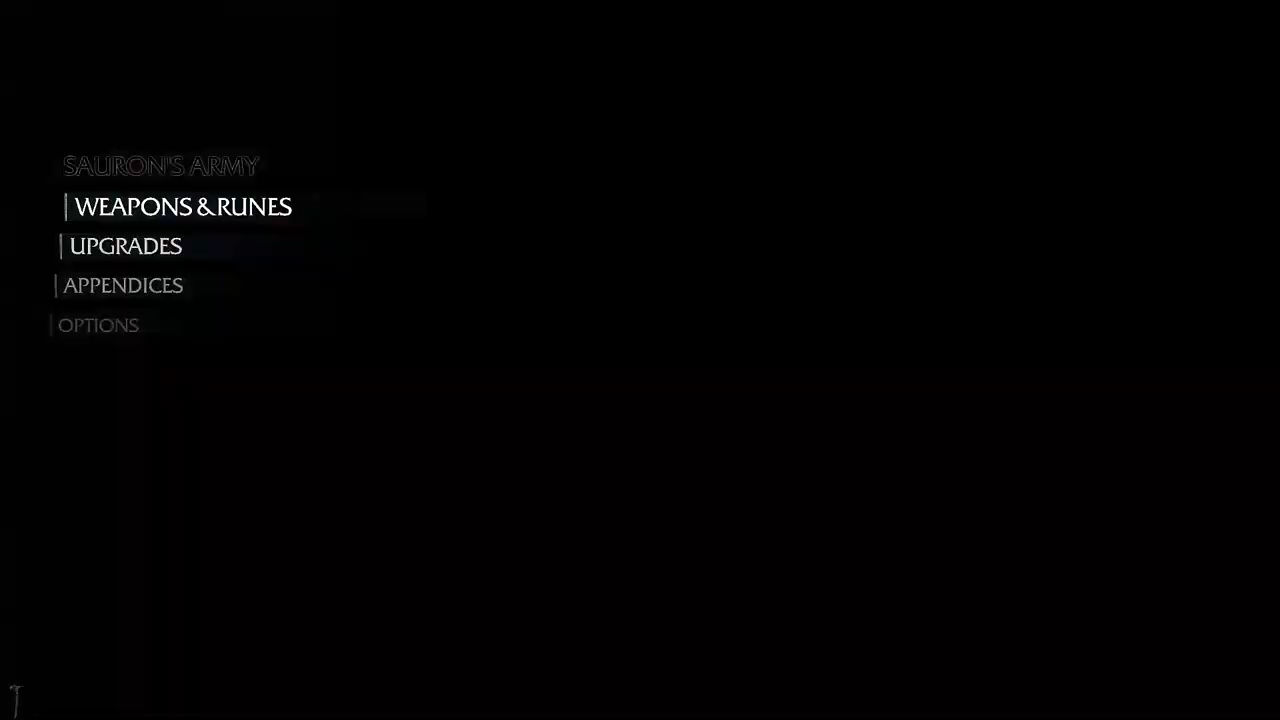 SAURON'S ARMY
WEAPONS & RUNES
UPGRADES
APPENDICES
OPTIONS